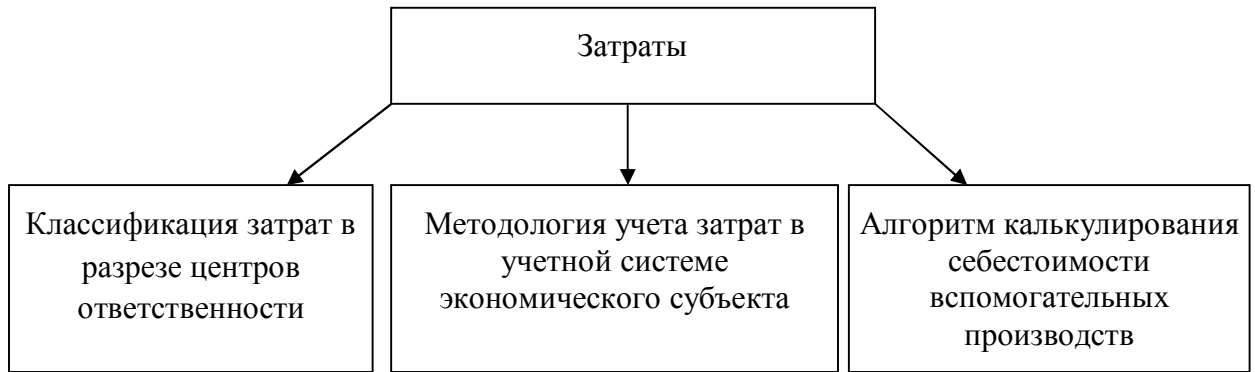 Затраты
Классификация затрат в
разрезе центров
ответственности
Методология учета затрат в
учетной системе
экономического субъекта
Алгоритм калькулирования
себестоимости
вспомогательных
производств